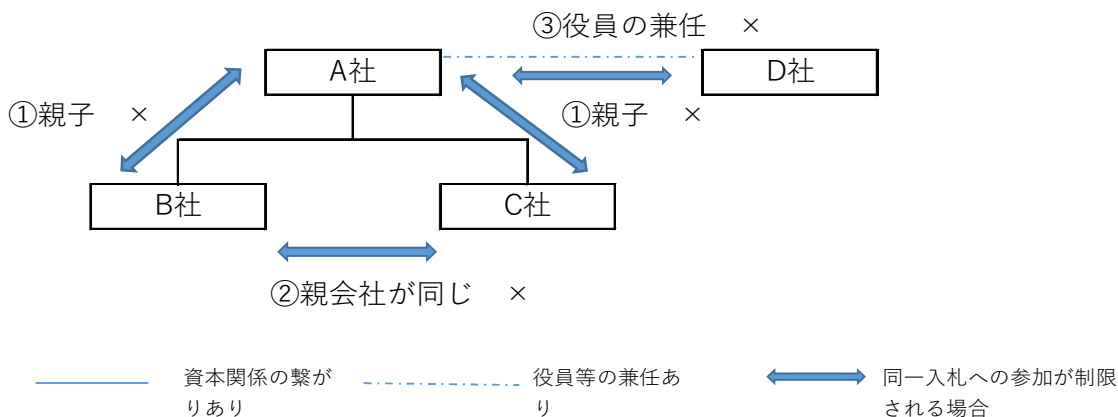 ③役員の兼任　×
A社
D社
①親子　×
①親子　×
B社
C社
②親会社が同じ　×
資本関係の繋が
りあり
役員等の兼任あ
り
同一入札への参加が制限
される場合